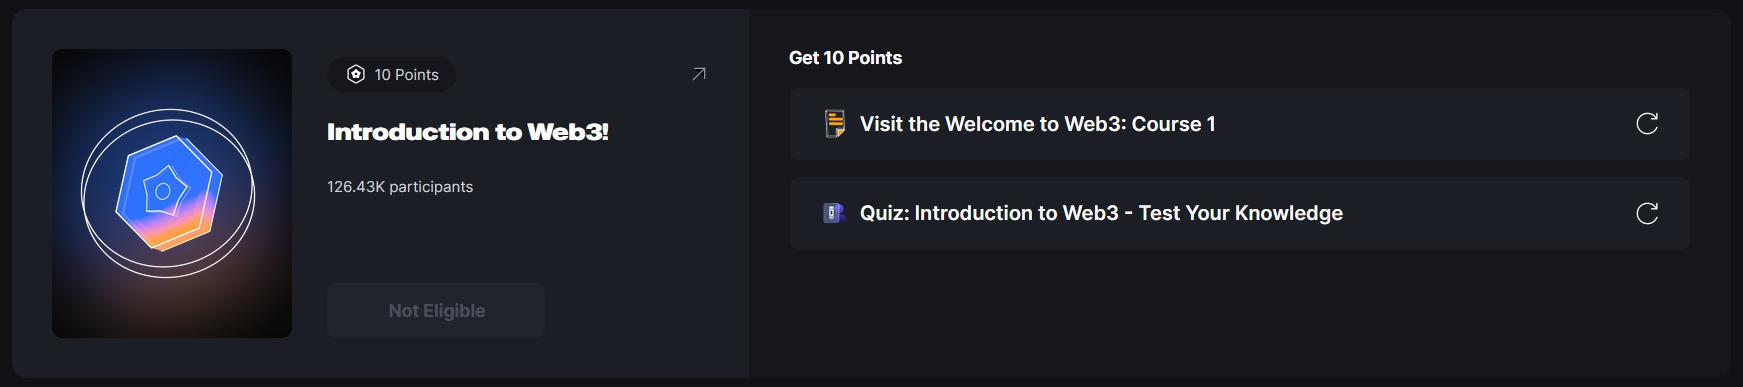 10 Points
Introduction to Web3!
126.43K participants
Not Eligible
Get 10 Points
Visit the Welcome to Web3: Course 1
Quiz: Introduction to Web3 - Test Your Knowledge